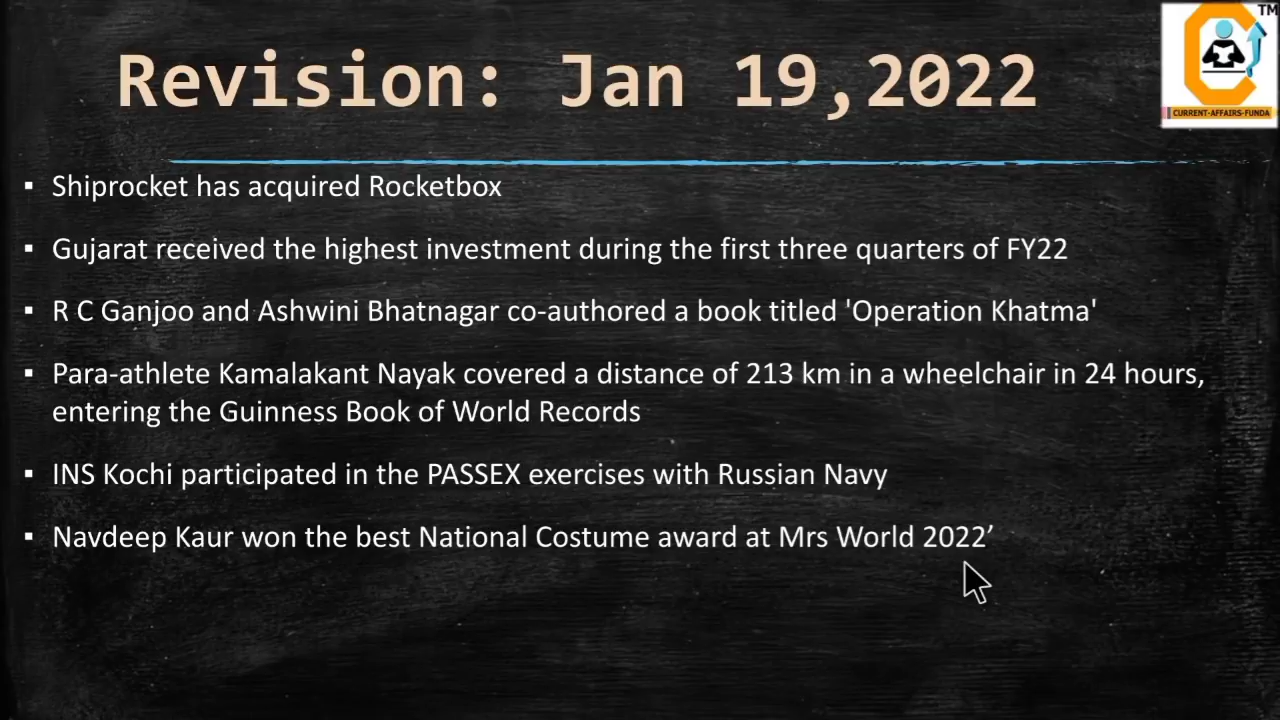 TM
Revision: Jan 19,2022
CURRENT-AFFAIRS-FUNDA
▪ Shiprocket has acquired Rocketbox
▪ Gujarat received the highest investment during the first three quarters of FY22
▪ R C Ganjoo and Ashwini Bhatnagar co-authored a book titled 'Operation Khatma'
▪ Para-athlete Kamalakant Nayak covered a distance of 213 km in a wheelchair in 24 hours,
entering the Guinness Book of World Records
▪ INS Kochi participated in the PASSEX exercises with Russian Navy
▪ Navdeep Kaur won the best National Costume award at Mrs World 2022’